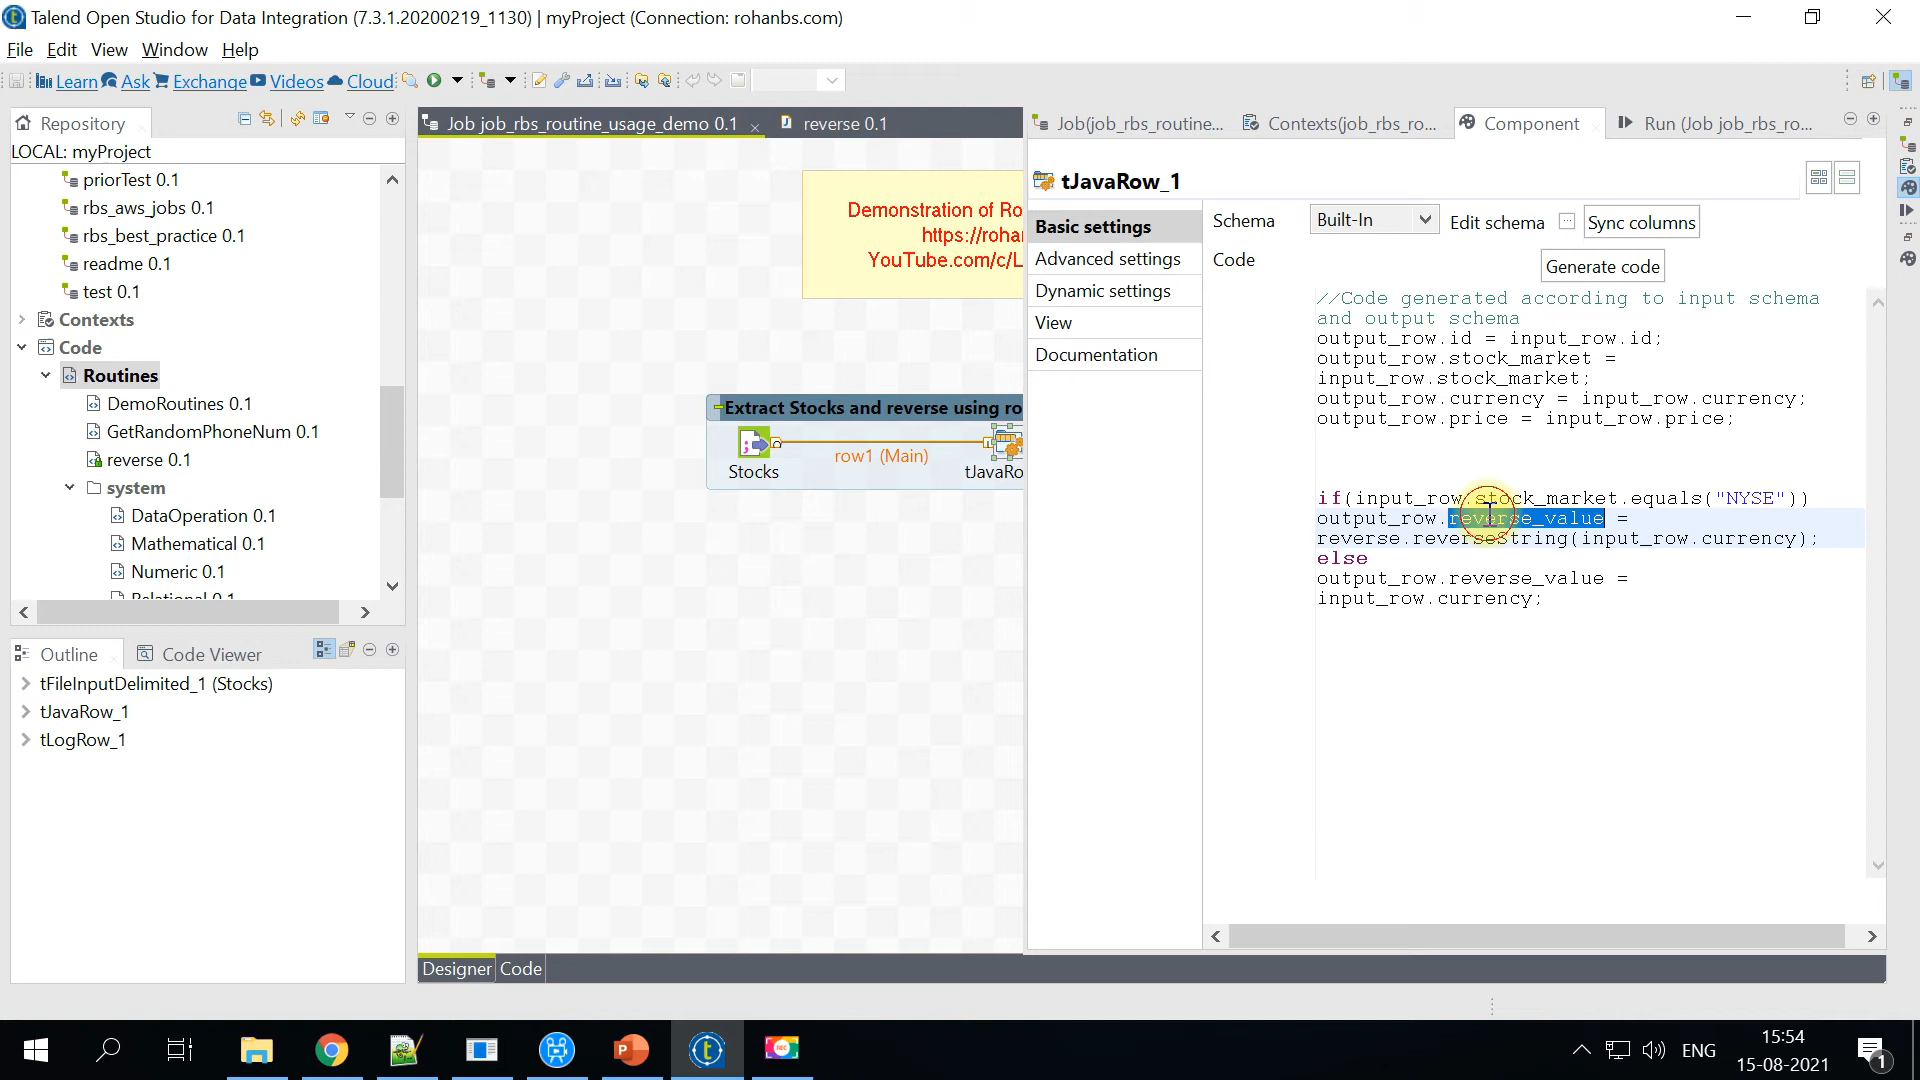 Talend Open Studio for Data Integration (7.3.1.20200219_1130) | myProject (Connection: rohanbs.com)
File Edit View Window Help
Learn Ask Exchange Videos Cloud
Repository
LOCAL: myProject
priorTest 0.1
rbs_aws_jobs 0.1
rbs_best_practice 0.1
readme 0.1
test 0.1
Contexts
Code
Routines
DemoRoutines 0.1
GetRandomPhoneNum 0.1
reverse 0.1
system
DataOperation 0.1
Mathematical 0.1
Numeric 0.1
Relational 0.1
Outline Code Viewer
tFileInputDelimited_1 (Stocks)
tJavaRow_1
tLogRow_1
Job job_rbs_routine_usage_demo 0.1 reverse 0.1
Demonstration of Ro
https://rohan
YouTube.com/c/L
Extract Stocks and reverse using ro
row1 (Main)
Stocks
tJavaRo
Designer Code
Job(job_rbs_routine... Contexts(job_rbs_ro... Component Run (Job job_rbs_ro...
tJavaRow_1
Basic settings
Advanced settings
Dynamic settings
View
Documentation
Schema Built-In Edit schema Sync columns
Code Generate code
//Code generated according to input schema
and output schema
output_row.id = input_row.id;
output_row.stock_market =
input_row.stock_market;
output_row.currency = input_row.currency;
output_row.price = input_row.price;
if(input_row.stock_market.equals("NYSE"))
output_row.reverse_value =
reverse.reverseString(input_row.currency);
else
output_row.reverse_value =
input_row.currency;
REC
P
ENG
15:54
15-08-2021
1